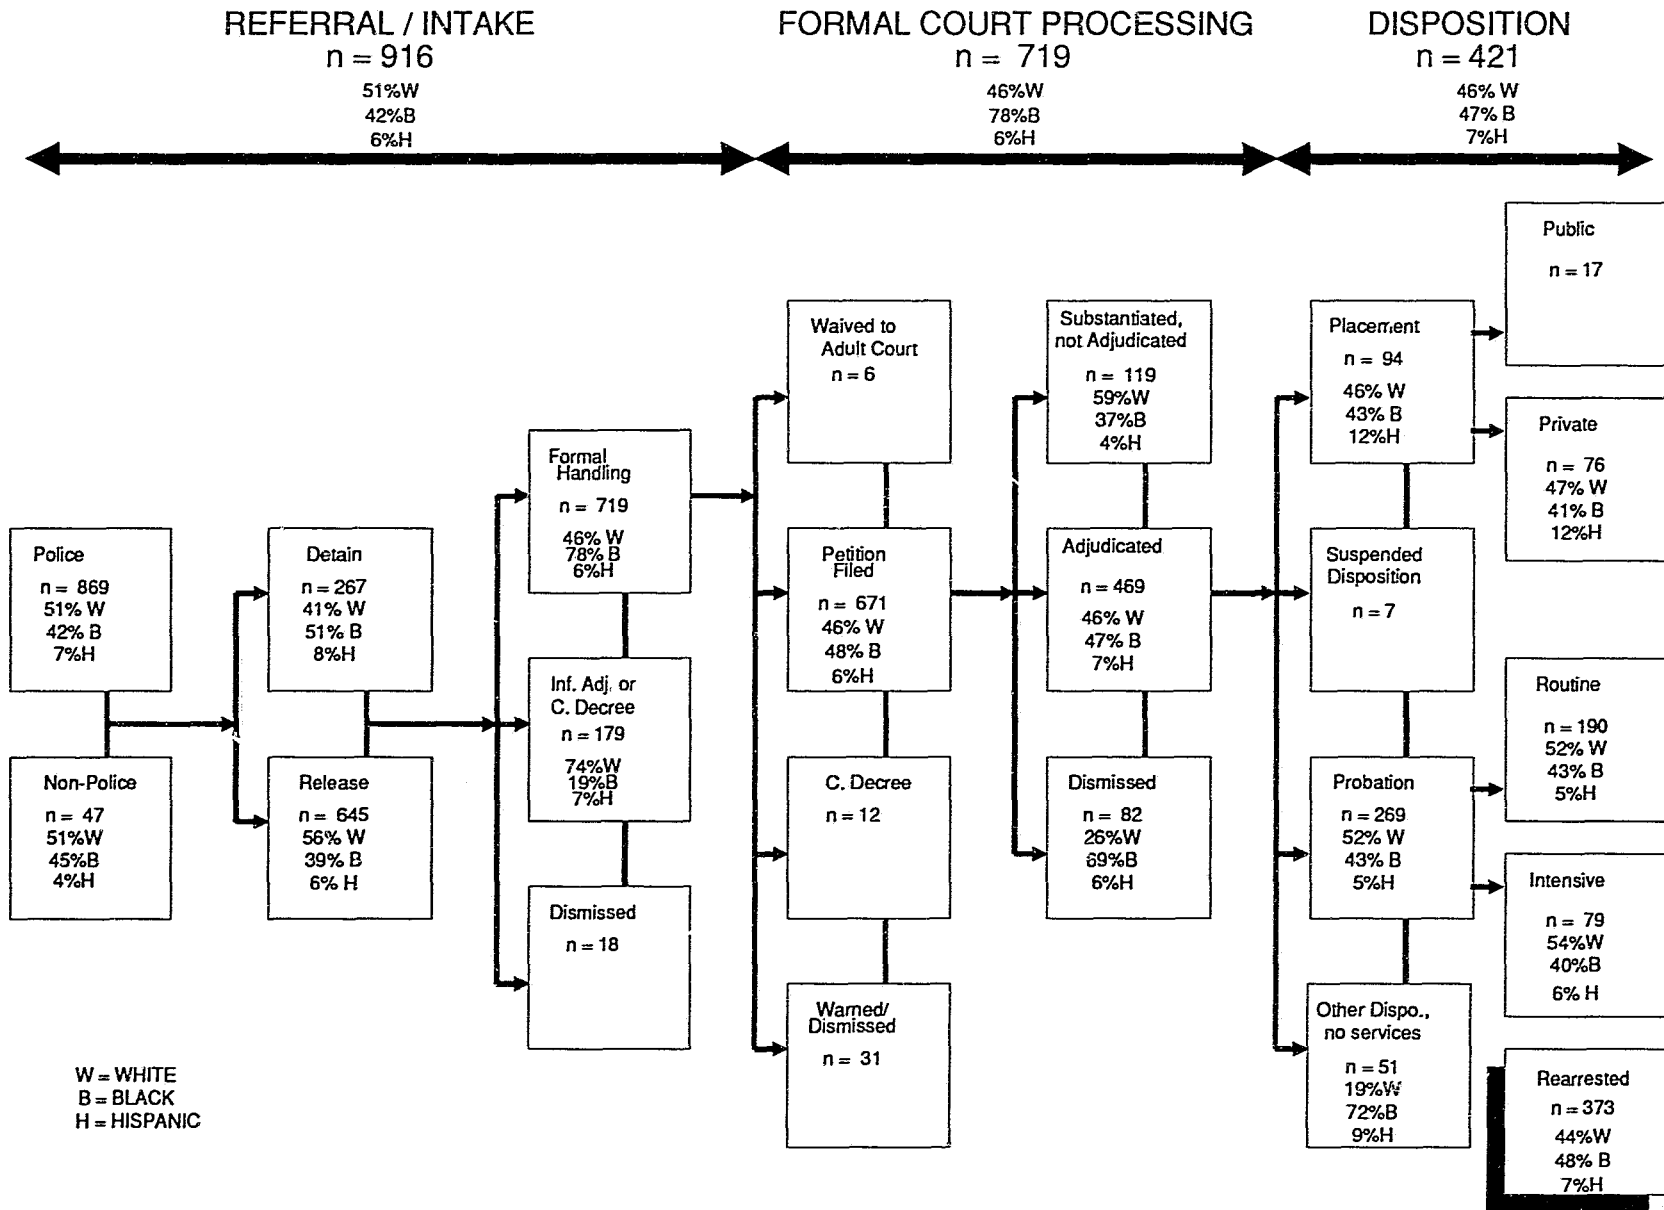 REFERRAL / INTAKE
n = 916
51%W
42%B
6%H
FORMAL COURT PROCESSING
n = 719
46%W
78%B
6%H
DISPOSITION
n = 421
46% W
47% B
7%H
Police
n = 869
51% W
42% B
7%H
Non-Police
n = 47
51%W
45%B
4%H
Detain
n = 267
41% W
51% B
8%H
Release
n = 645
56% W
39% B
6% H
Formal
Handling
n = 719
46% W
78% B
6%H
Inf. Adj. or
C. Decree
n = 179
74%W
19%B
7%H
Dismissed
n = 18
Waived to
Adult Court
n = 6
Petition
Filed
n = 671
46% W
48% B
6%H
C. Decree
n = 12
Warned/
Dismissed
n = 31
Substantiated,
not Adjudicated
n = 119
59%W
37%B
4%H
Adjudicated
n = 469
46% W
47% B
7%H
Dismissed
n = 82
26%W
69%B
6%H
Placement
n = 94
46% W
43% B
12%H
Suspended
Disposition
n = 7
Probation
n = 269
52% W
43% B
5%H
Other Dispo.,
no services
n = 51
19%W
72%B
9%H
Public
n = 17
Private
n = 76
47% W
41% B
12%H
Routine
n = 190
52% W
43% B
5%H
Intensive
n = 79
54%W
40%B
6% H
Rearrested
n = 373
44%W
48% B
7%H
W = WHITE
B = BLACK
H = HISPANIC